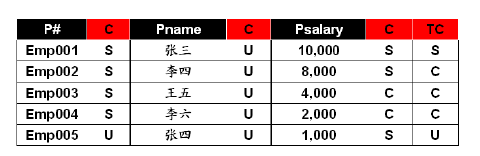 P# C Pname C Psalary C TC
Emp001 S 张三 U 10,000 S S
Emp002 S 李四 U 8,000 S C
Emp003 S 王五 U 4,000 C C
Emp004 S 李六 U 2,000 C C
Emp005 U 张四 U 1,000 S U